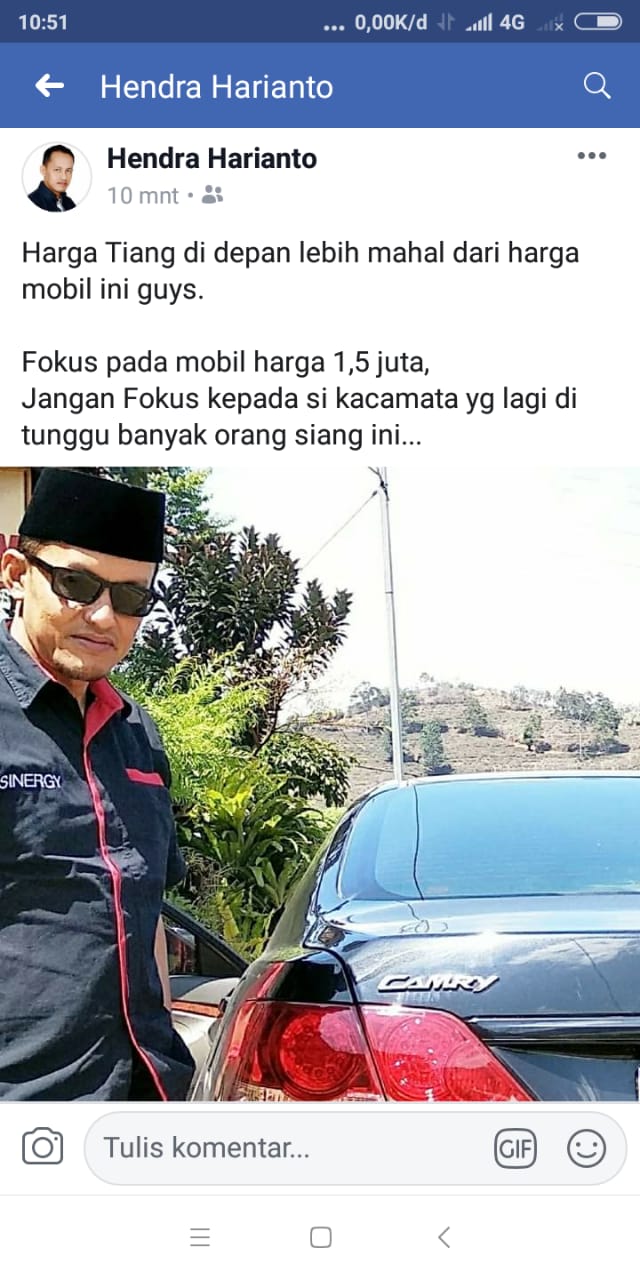 10:51
... 0,00K/d 4G
Hendra Harianto
Hendra Harianto
10 mnt
Harga Tiang di depan lebih mahal dari harga
mobil ini guys.
Fokus pada mobil harga 1,5 juta,
Jangan Fokus kepada si kacamata yg lagi di
tunggu banyak orang siang ini...
SINERGY
CAMRY
Tulis komentar...
GIF